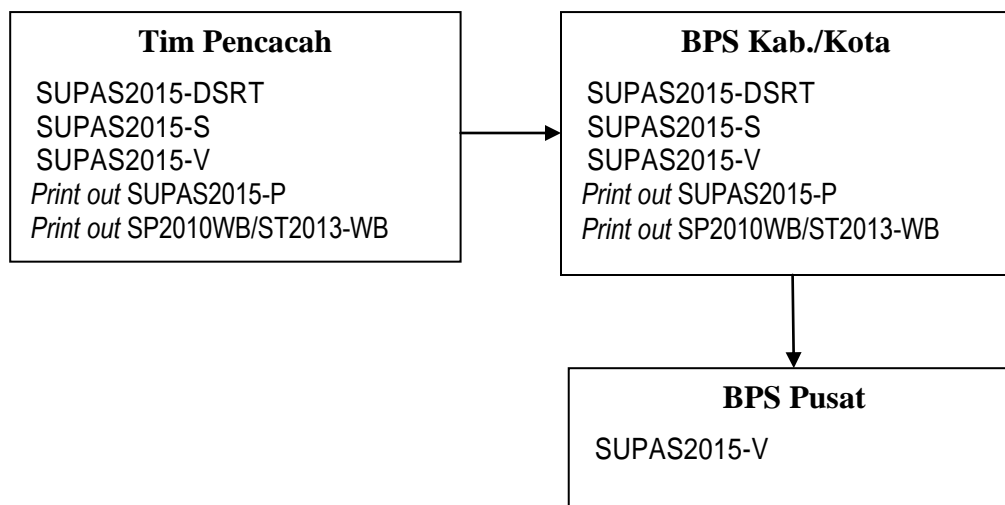 Tim Pencacah
SUPAS2015-DSRT
SUPAS2015-S
SUPAS2015-V
Print out SUPAS2015-P
Print out SP2010WB/ST2013-WB
BPS Kab./Kota
SUPAS2015-DSRT
SUPAS2015-S
SUPAS2015-V
Print out SUPAS2015-P
Print out SP2010WB/ST2013-WB
BPS Pusat
SUPAS2015-V